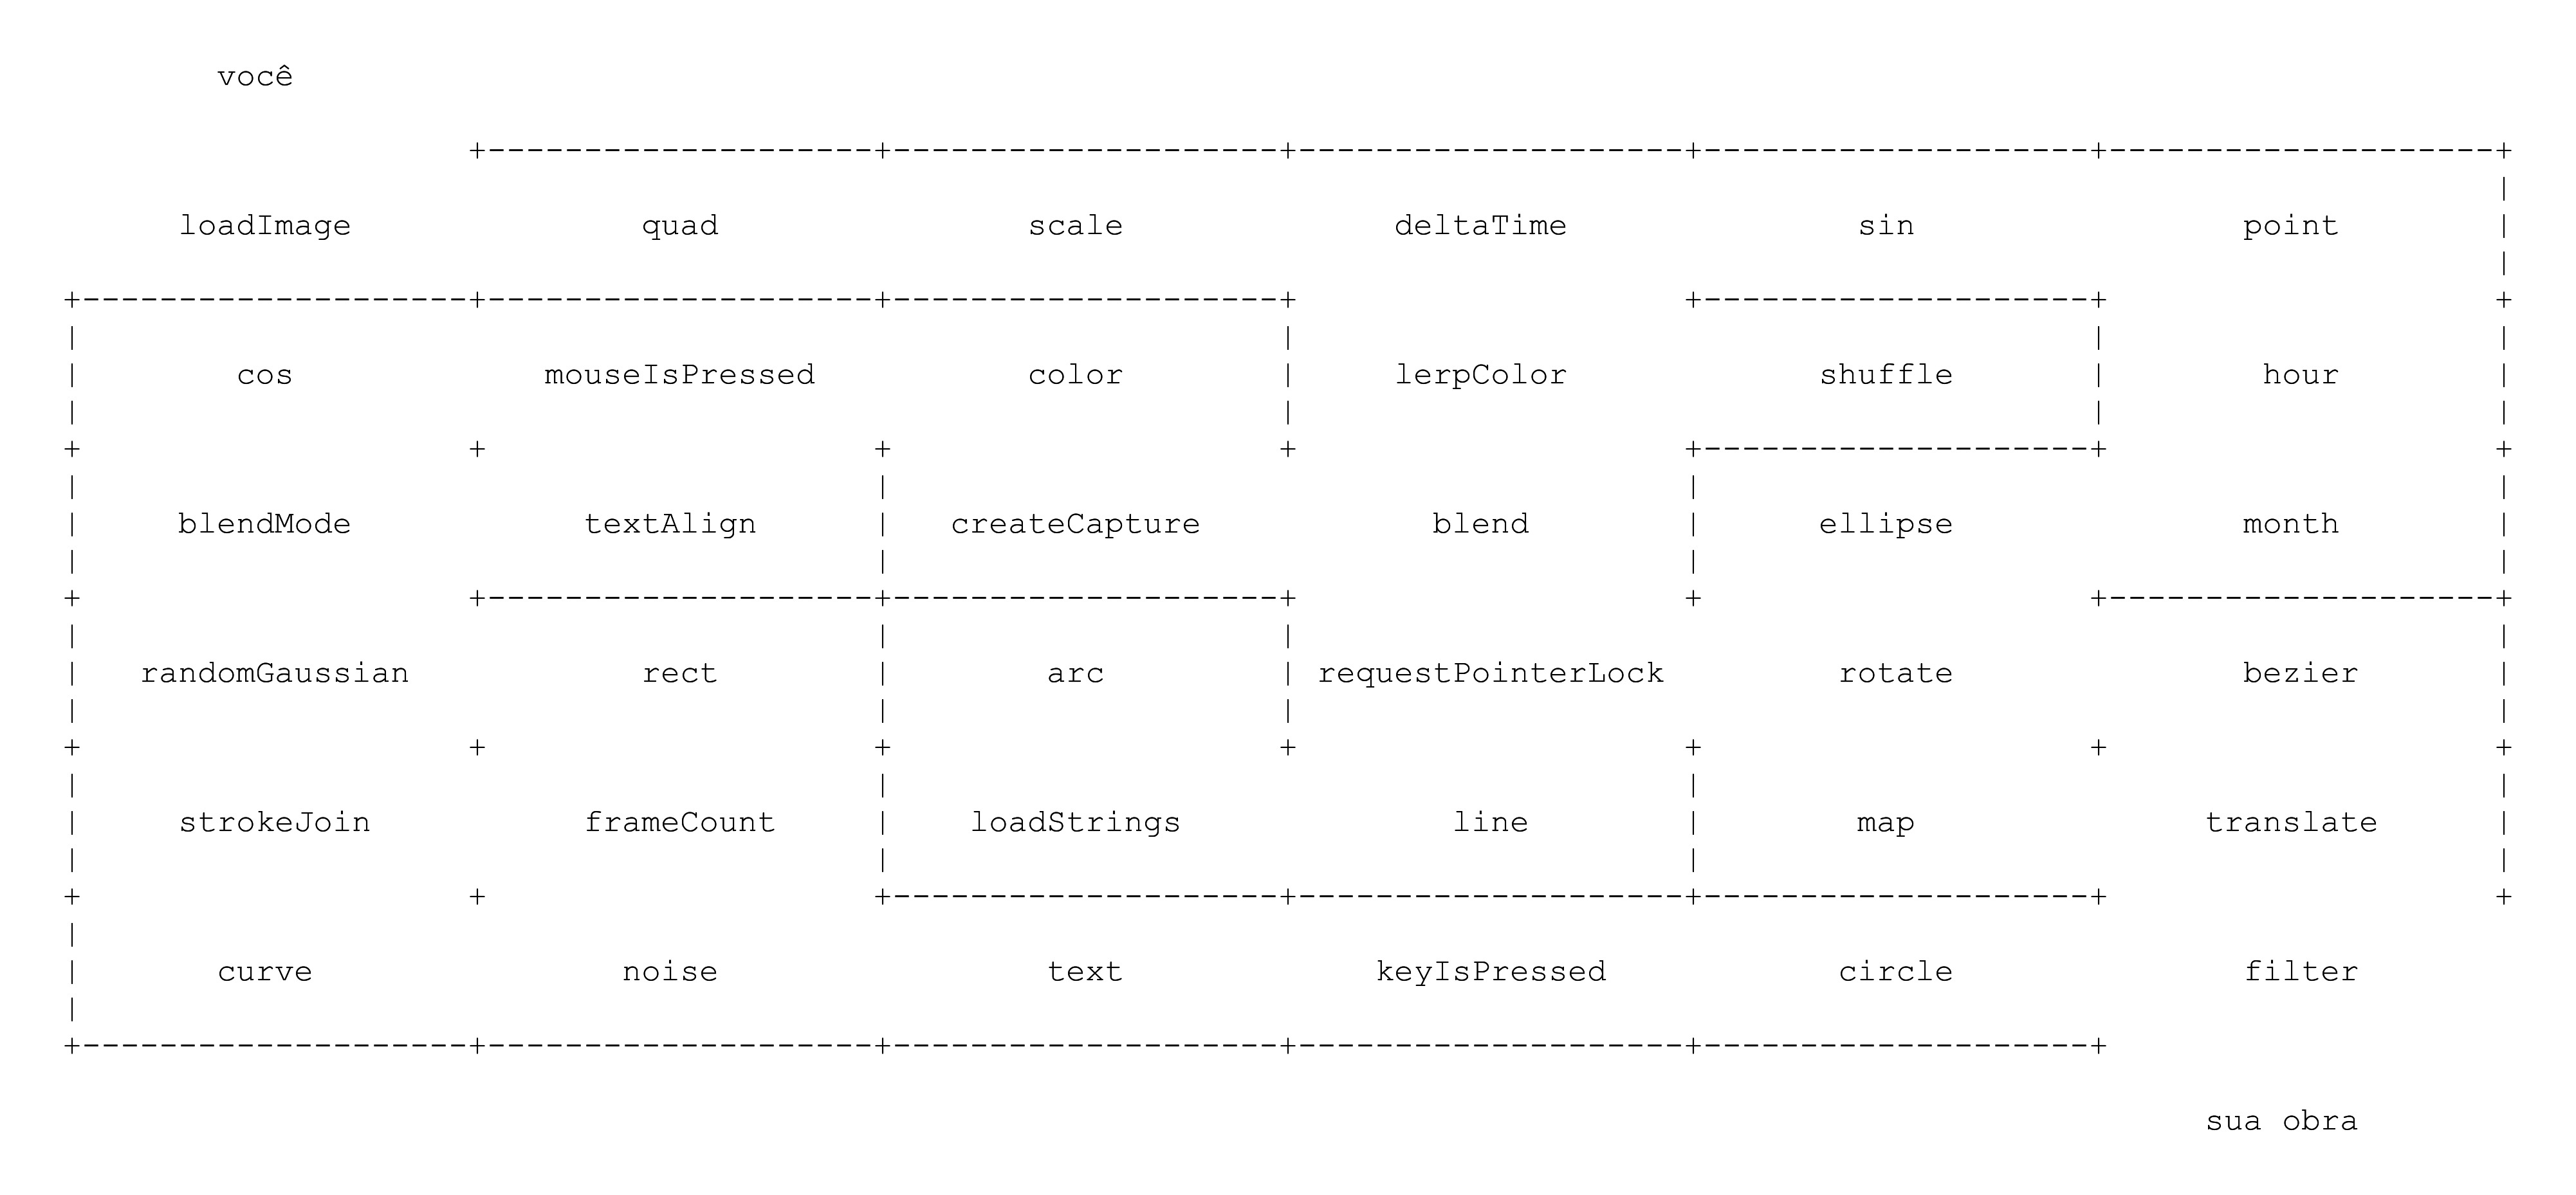 você
loadImage quad scale deltaTime sin point
cos mouseIsPressed color lerpColor shuffle hour
blendMode textAlign createCapture blend ellipse month
randomGaussian rect arc requestPointerLock rotate bezier
strokeJoin frameCount loadStrings line map translate
curve noise text keyIsPressed circle filter
sua obra